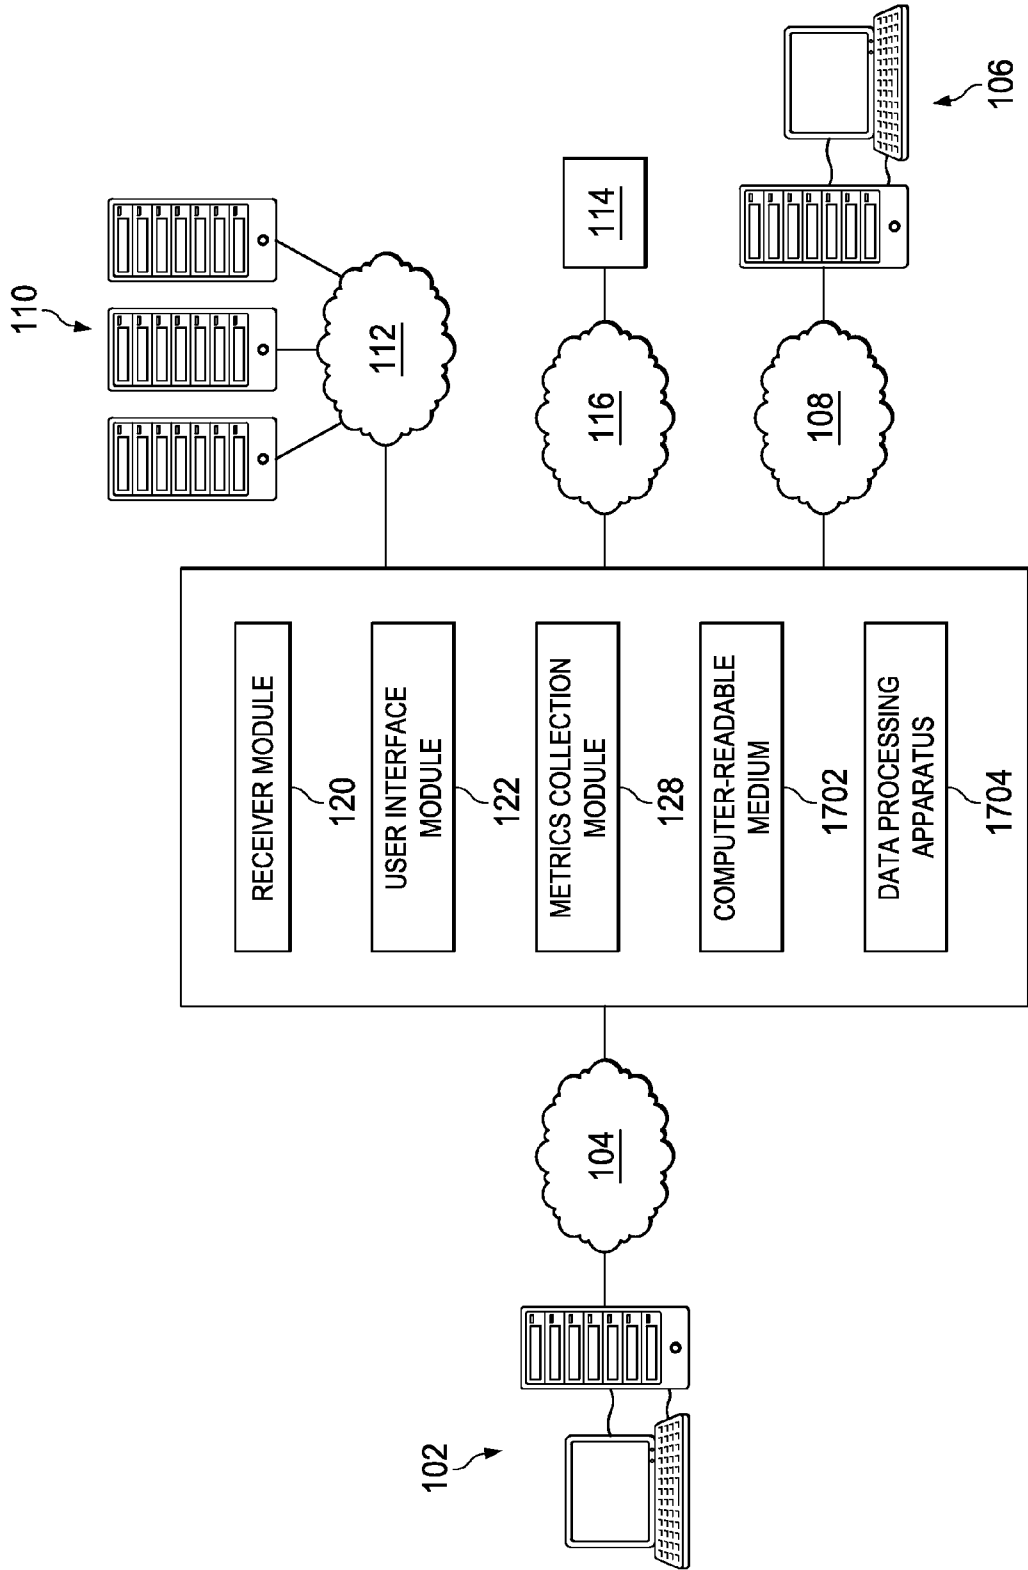 110
112
114
116
106
108
RECEIVER MODULE
120
USER INTERFACE
MODULE
122
METRICS COLLECTION
MODULE
128
COMPUTER-READABLE
MEDIUM
1702
DATA PROCESSING
APPARATUS
1704
104
102